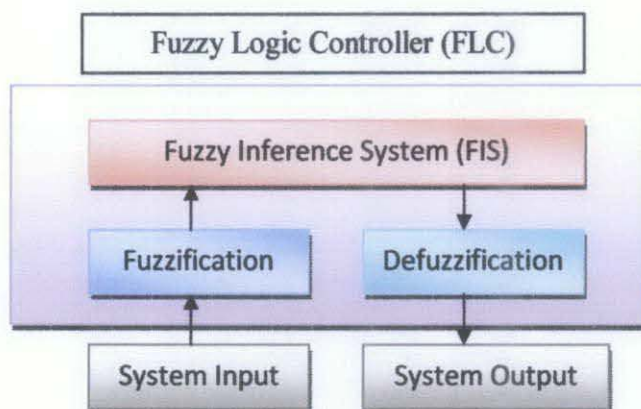 Fuzzy Logic Controller (FLC)
Fuzzy Inference System (FIS)
Fuzzification
Defuzzification
System Input
System Output